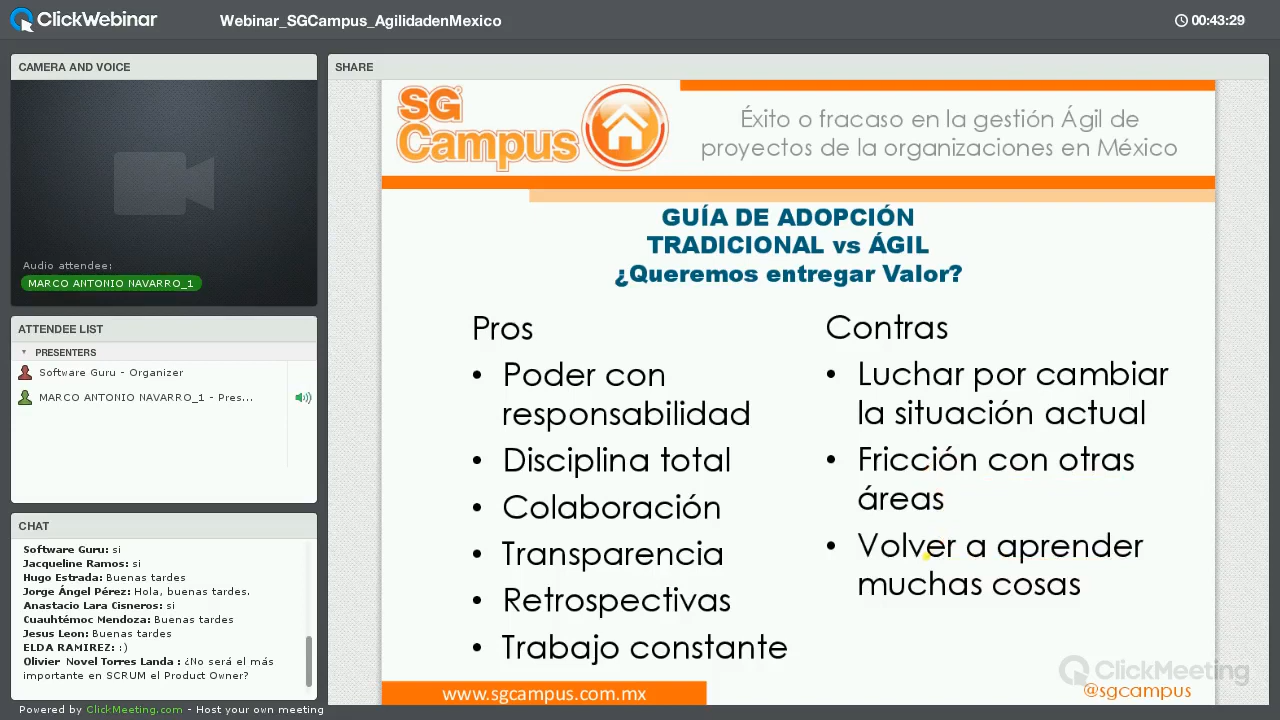 ClickWebinar
Webinar_SGCampus_AgilidadenMexico
00:43:29
CAMERA AND VOICE
Audio attendee:
MARCO ANTONIO NAVARRO_1
ATTENDEE LIST
PRESENTERS
Software Guru - Organizer
MARCO ANTONIO NAVARRO_1 - Pres...
CHAT
Software Guru: si
Jacqueline Ramos: si
Hugo Estrada: Buenas tardes
Jorge Ángel Pérez: Hola, buenas tardes.
Anastacio Lara Cisneros: si
Cuauhtémoc Mendoza: Buenas tardes
Jesus Leon: Buenas tardes
ELDA RAMIREZ: :)
Olivier Novel Torres Landa : ¿No será el más
importante en SCRUM el Product Owner?
Powered by ClickMeeting.com - Host your own meeting
SHARE
SG
Campus
Éxito o fracaso en la gestión Ágil de
proyectos de la organizaciones en México
GUÍA DE ADOPCIÓN
TRADICIONAL vs ÁGIL
¿Queremos entregar Valor?
Pros
• Poder con
responsabilidad
• Disciplina total
• Colaboración
• Transparencia
• Retrospectivas
• Trabajo constante
Contras
• Luchar por cambiar
la situación actual
• Fricción con otras
áreas
• Volver a aprender
muchas cosas
ClickMeeting
www.sgcampus.com.mx
@sgcampus